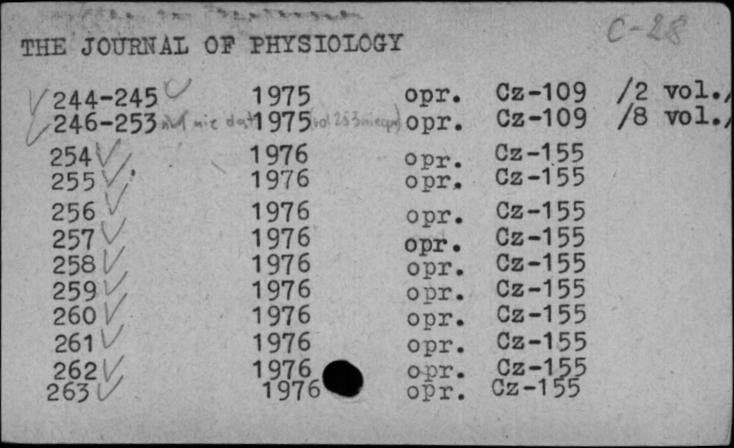 C-28
THE JOURNAL OF PHYSIOLOGY
244-245 1975 opr. Cz-109 /2 vol.,
246-253 nie 1975 opr. Cz-109 /8 vol.,
254 1976 opr. Cz-155
255 1976 opr. Cz-155
256 1976 opr. Cz-155
257 1976 opr. Cz-155
258 1976 opr. Cz-155
259 1976 opr. Cz-155
260 1976 opr. Cz-155
261 1976 opr. Cz-155
262 1976 opr. Cz-155
263 1976 opr. Cz-155